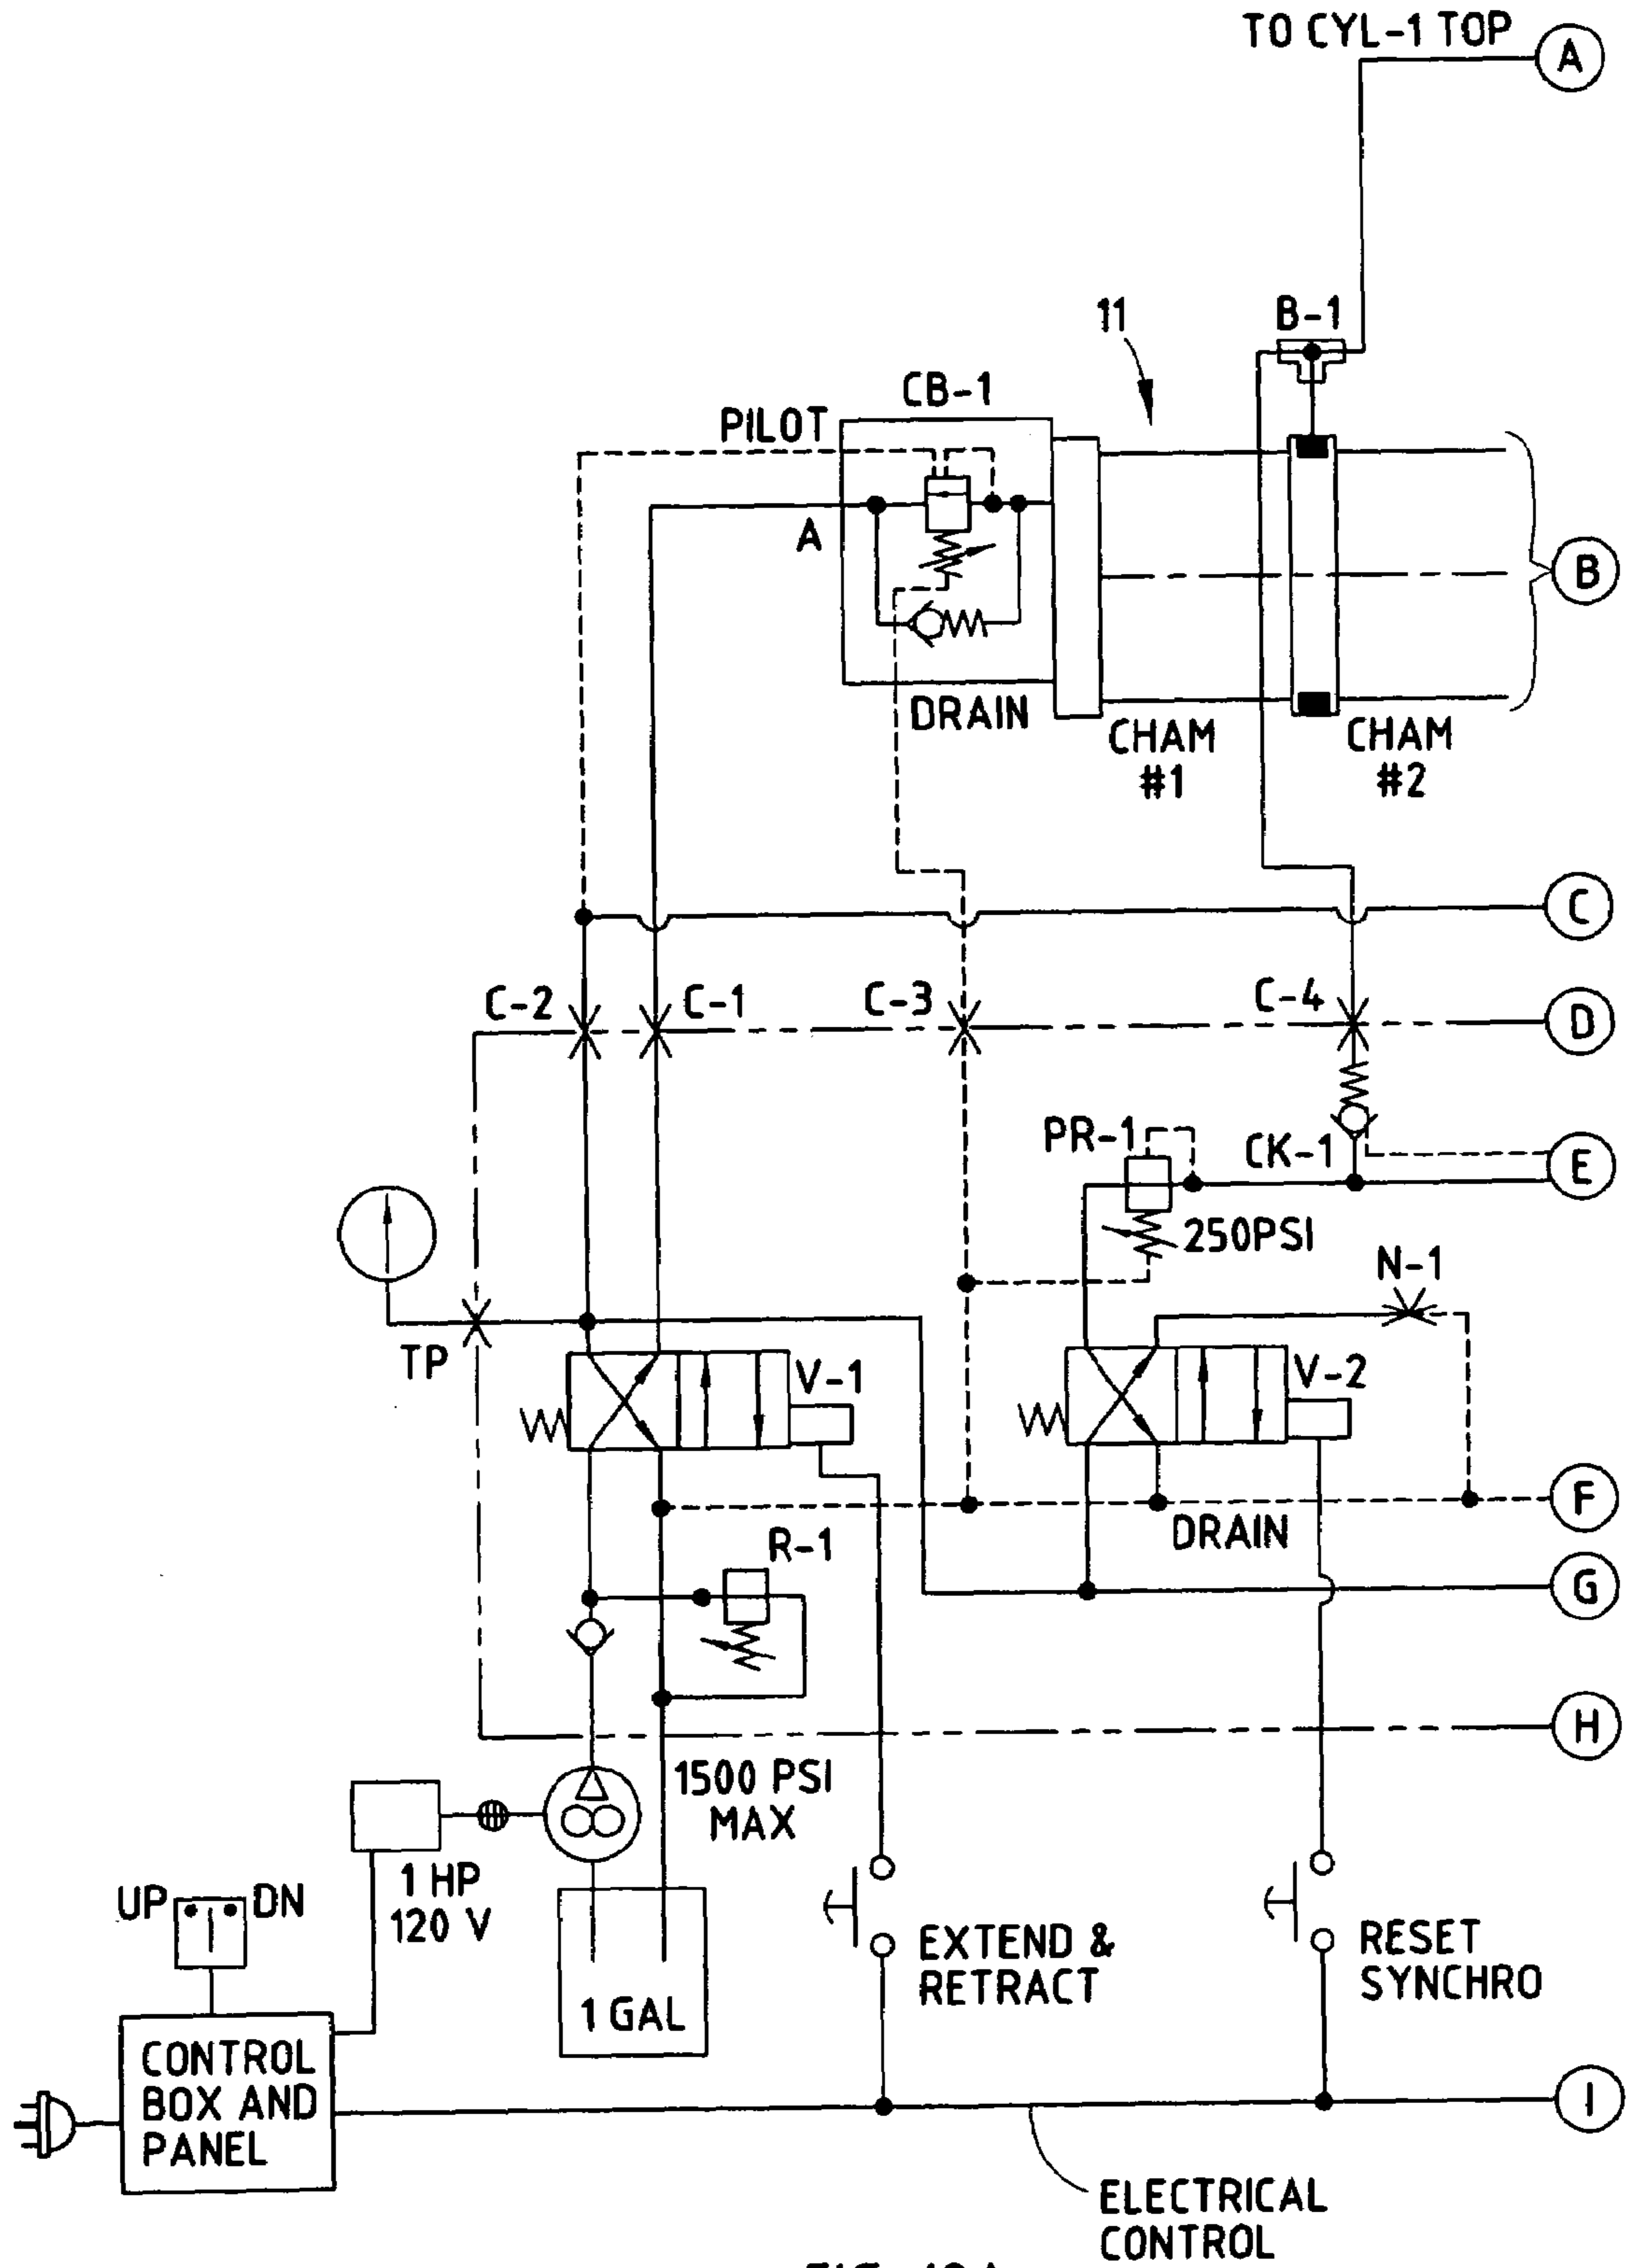 TO CYL-1 TOP
A
11
B-1
CB-1
PILOT
A
B
DRAIN
CHAM
#1
CHAM
#2
C
C-2
C-1
C-3
C-4
D
PR-1
CK-1
E
250PSI
N-1
TP
V-1
V-2
F
DRAIN
R-1
G
H
1500 PSI
MAX
1 HP
120 V
UP
DN
EXTEND &
RETRACT
RESET
SYNCHRO
1 GAL
CONTROL
BOX AND
PANEL
I
ELECTRICAL
CONTROL